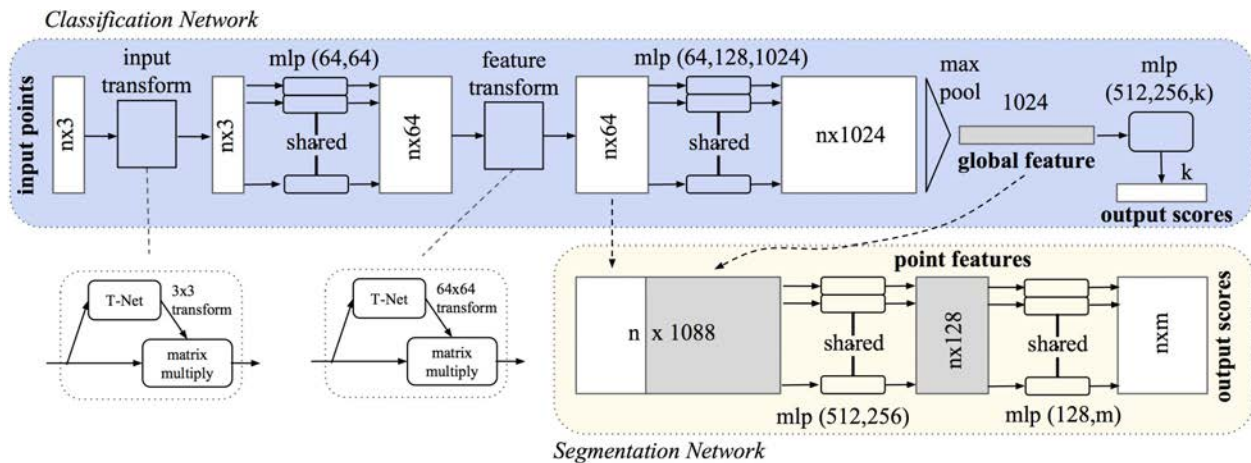 Classification Network
input points
nx3
input
transform
nx3
mlp (64,64)
shared
nx64
feature
transform
nx64
mlp (64,128,1024)
shared
nx1024
max
pool
1024
global feature
mlp
(512,256,k)
k
output scores
T-Net
3x3
transform
matrix
multiply
T-Net
64x64
transform
matrix
multiply
point features
n x 1088
shared
mlp (512,256)
nx128
shared
mlp (128,m)
nxm
output scores
Segmentation Network